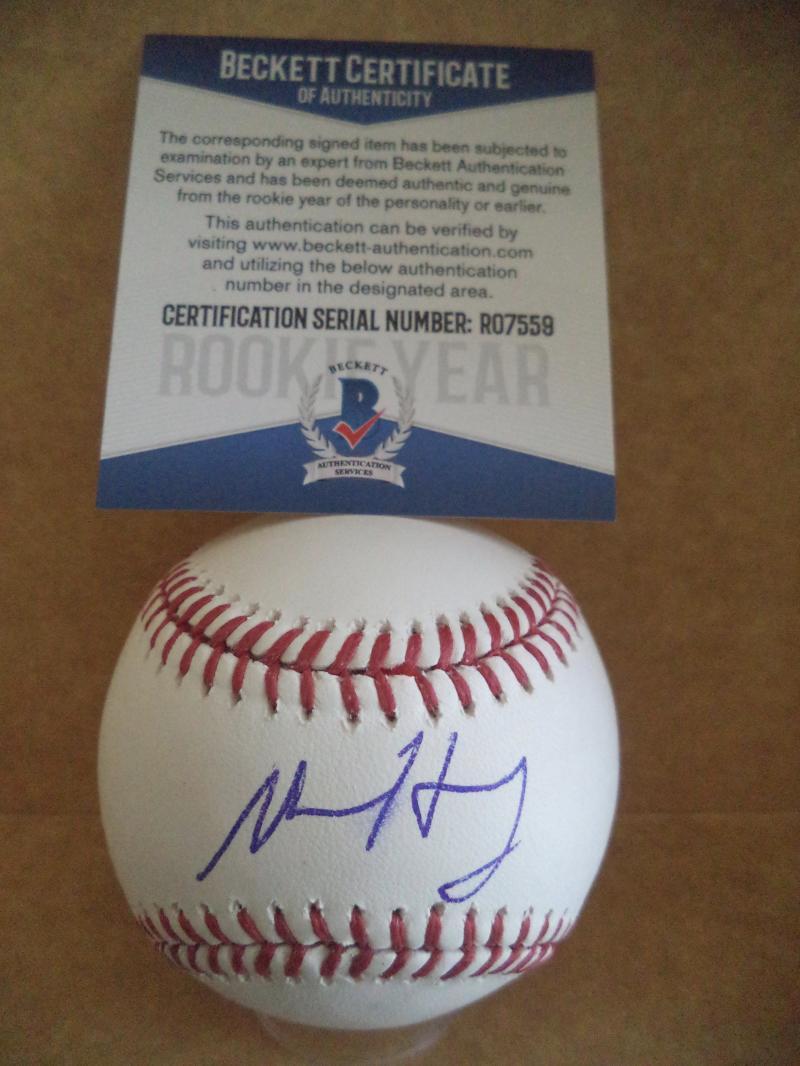 BECKETT CERTIFICATE
OF AUTHENTICITY
The corresponding signed item has been subjected to
examination by an expert from Beckett Authentication
Services and has been deemed authentic and genuine
from the rookie year of the personality or earlier.
This authentication can be verified by
visiting www.beckett-authentication.com
and utilizing the below authentication
number in the designated area.
CERTIFICATION SERIAL NUMBER: R07559
ROOKIE YEAR
BECKETT
B
AUTHENTICATION
SERVICES